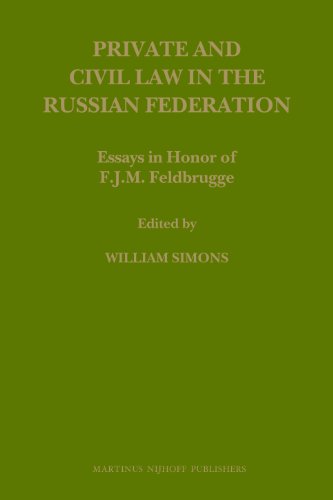 PRIVATE AND
CIVIL LAW IN THE
RUSSIAN FEDERATION
Essays in Honor of
F.J.M. Feldbrugge
Edited by
WILLIAM SIMONS
MARTINUS NIJHOFF PUBLISHERS